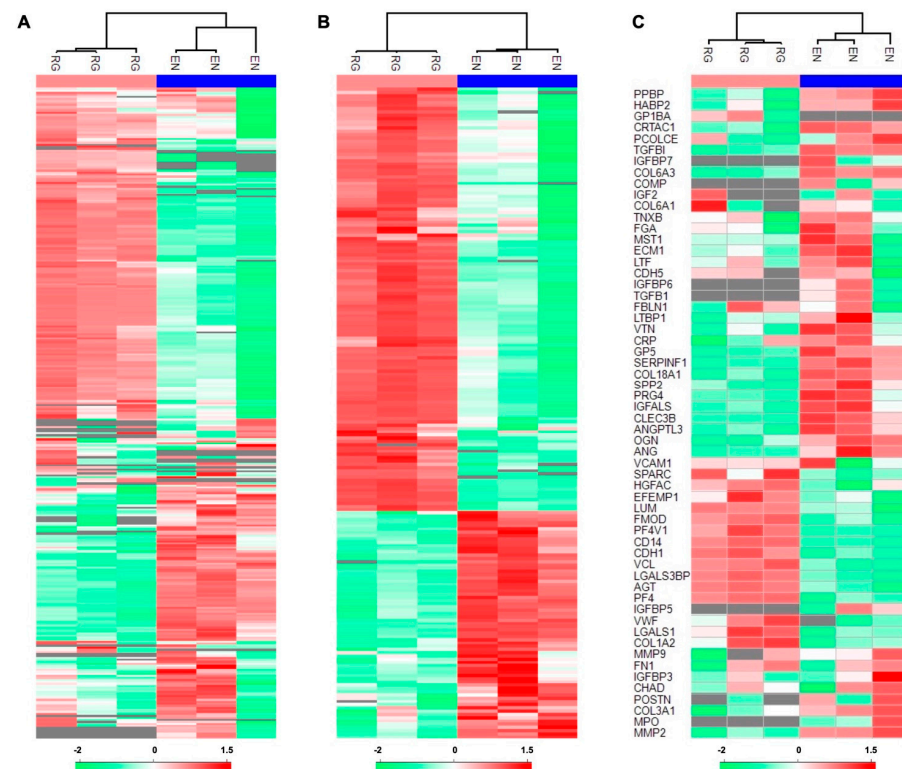 A
B
C
RG
RG
RG
EN
EN
EN
RG
RG
RG
EN
EN
EN
RG
RG
RG
EN
EN
EN
PPBP
HABP2
GP1BA
CRTAC1
PCOLCE
TGFBI
IGFBP7
COL6A3
COMP
IGF2
COL6A1
TNXB
FGA
MST1
ECM1
LTF
CDH5
IGFBP6
TGFB1
FBLN1
LTBP1
VTN
CRP
GP5
SERPINF1
COL18A1
SPP2
PRG4
IGFALS
CLEC3B
ANGPTL3
OGN
ANG
VCAM1
SPARC
HGFAC
EFEMP1
LUM
FMOD
PF4V1
CD14
CDH1
VCL
LGALS3BP
AGT
PF4
IGFBP5
VWF
LGALS1
COL1A2
MMP9
FN1
IGFBP3
CHAD
POSTN
COL3A1
MPO
MMP2
-2 0 1.5
-2 0 1.5
-2 0 1.5